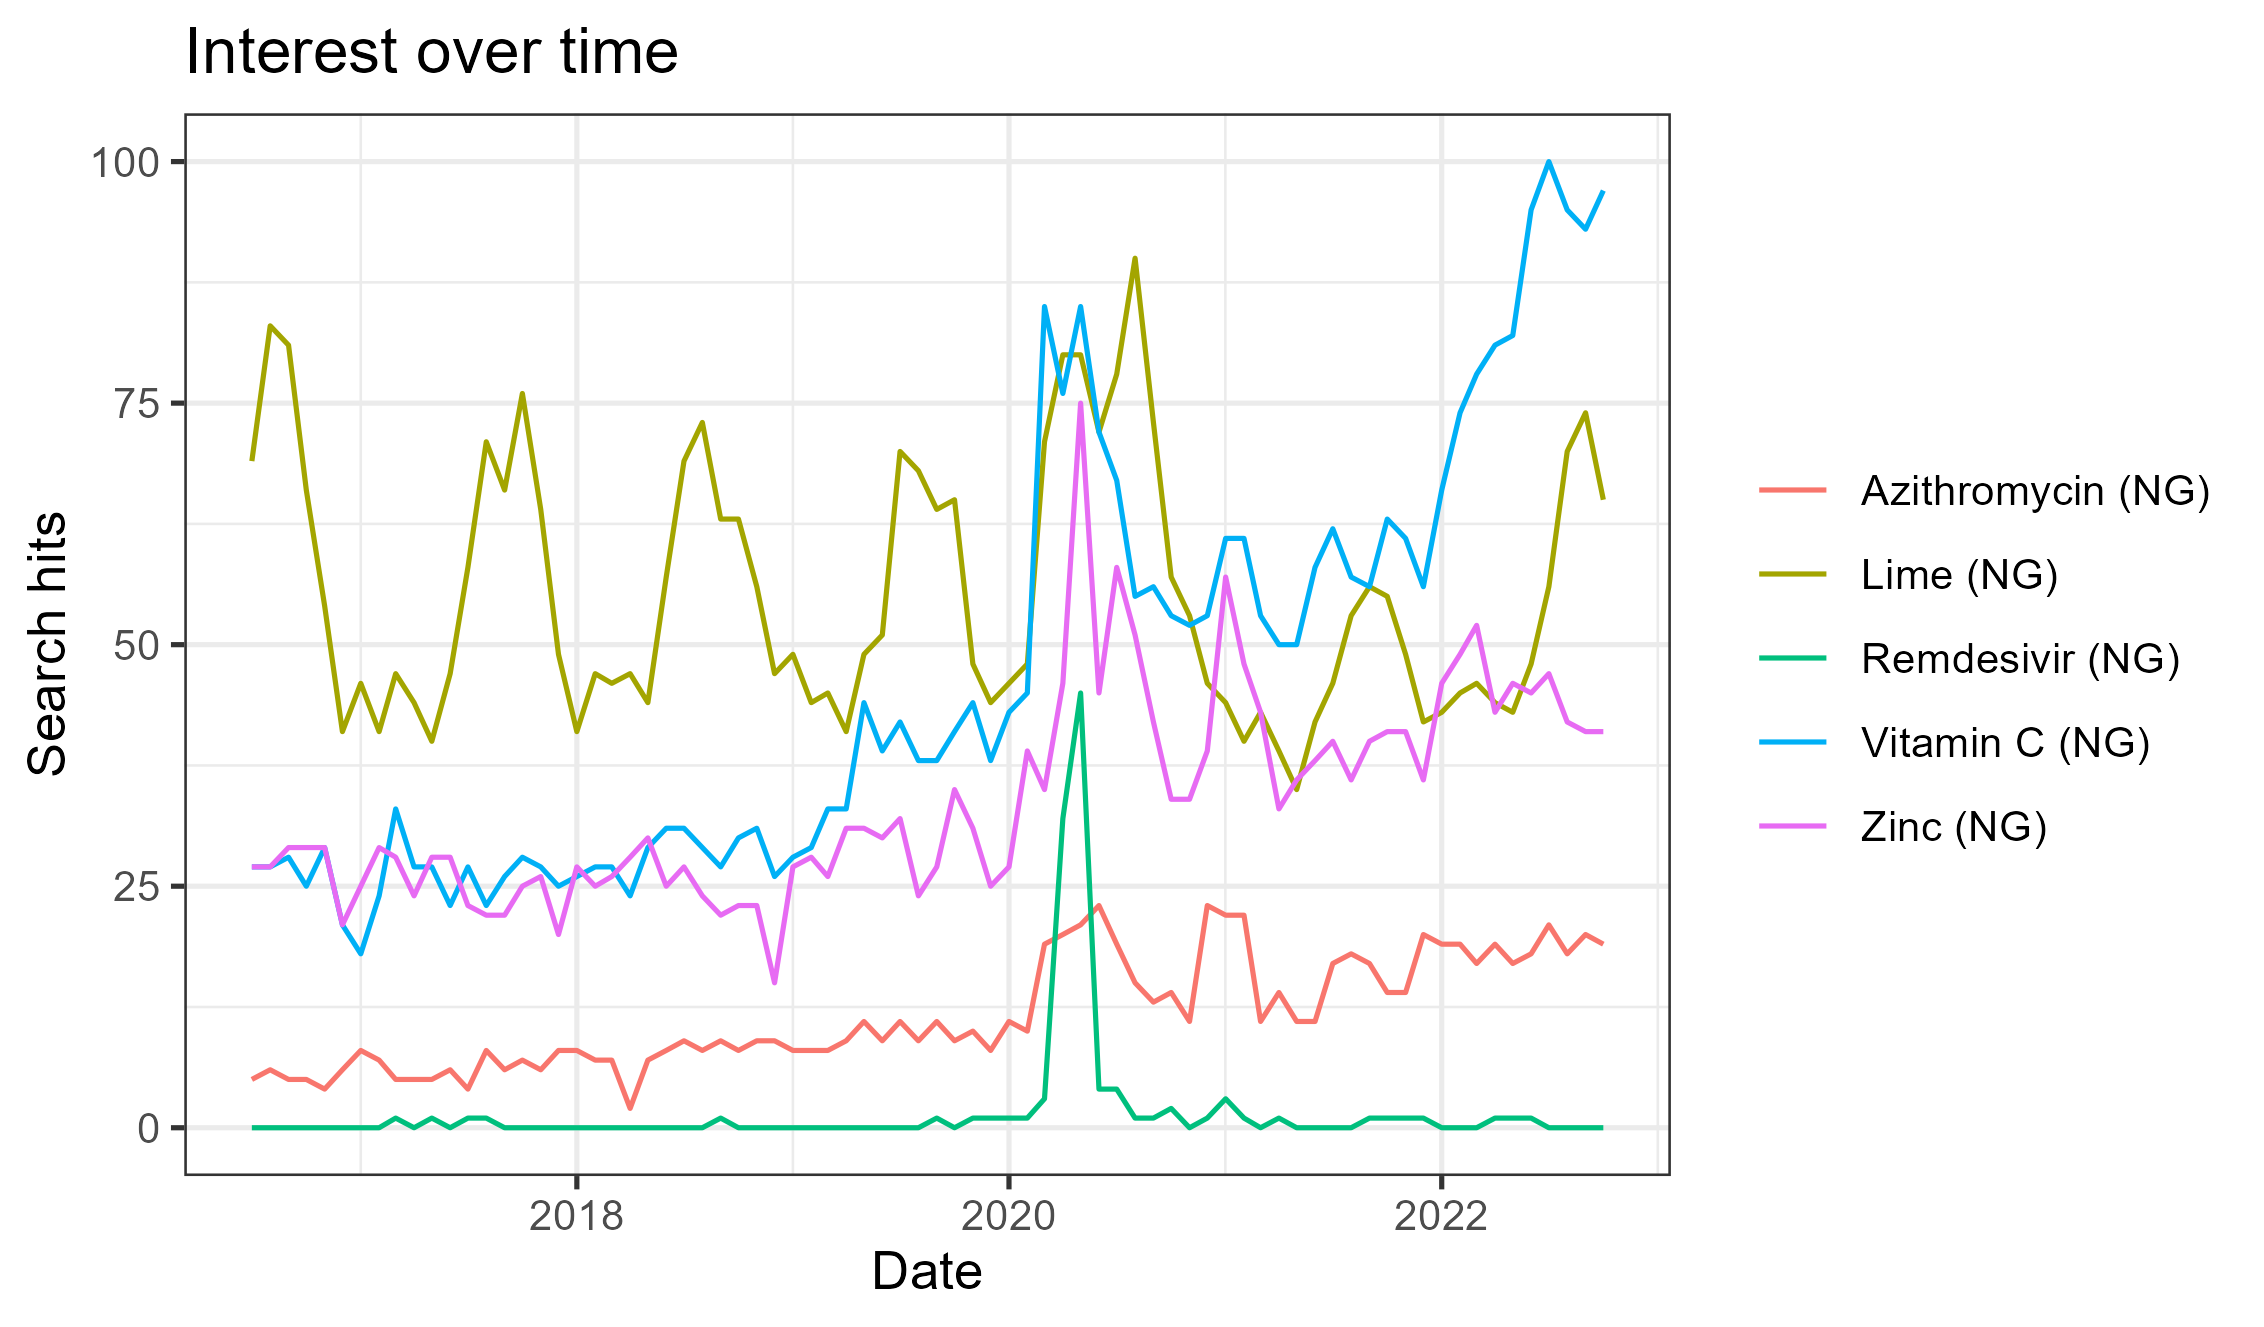 Interest over time
100
75
50
25
0
Search hits
2018
2020
2022
Date
Azithromycin (NG)
Lime (NG)
Remdesivir (NG)
Vitamin C (NG)
Zinc (NG)